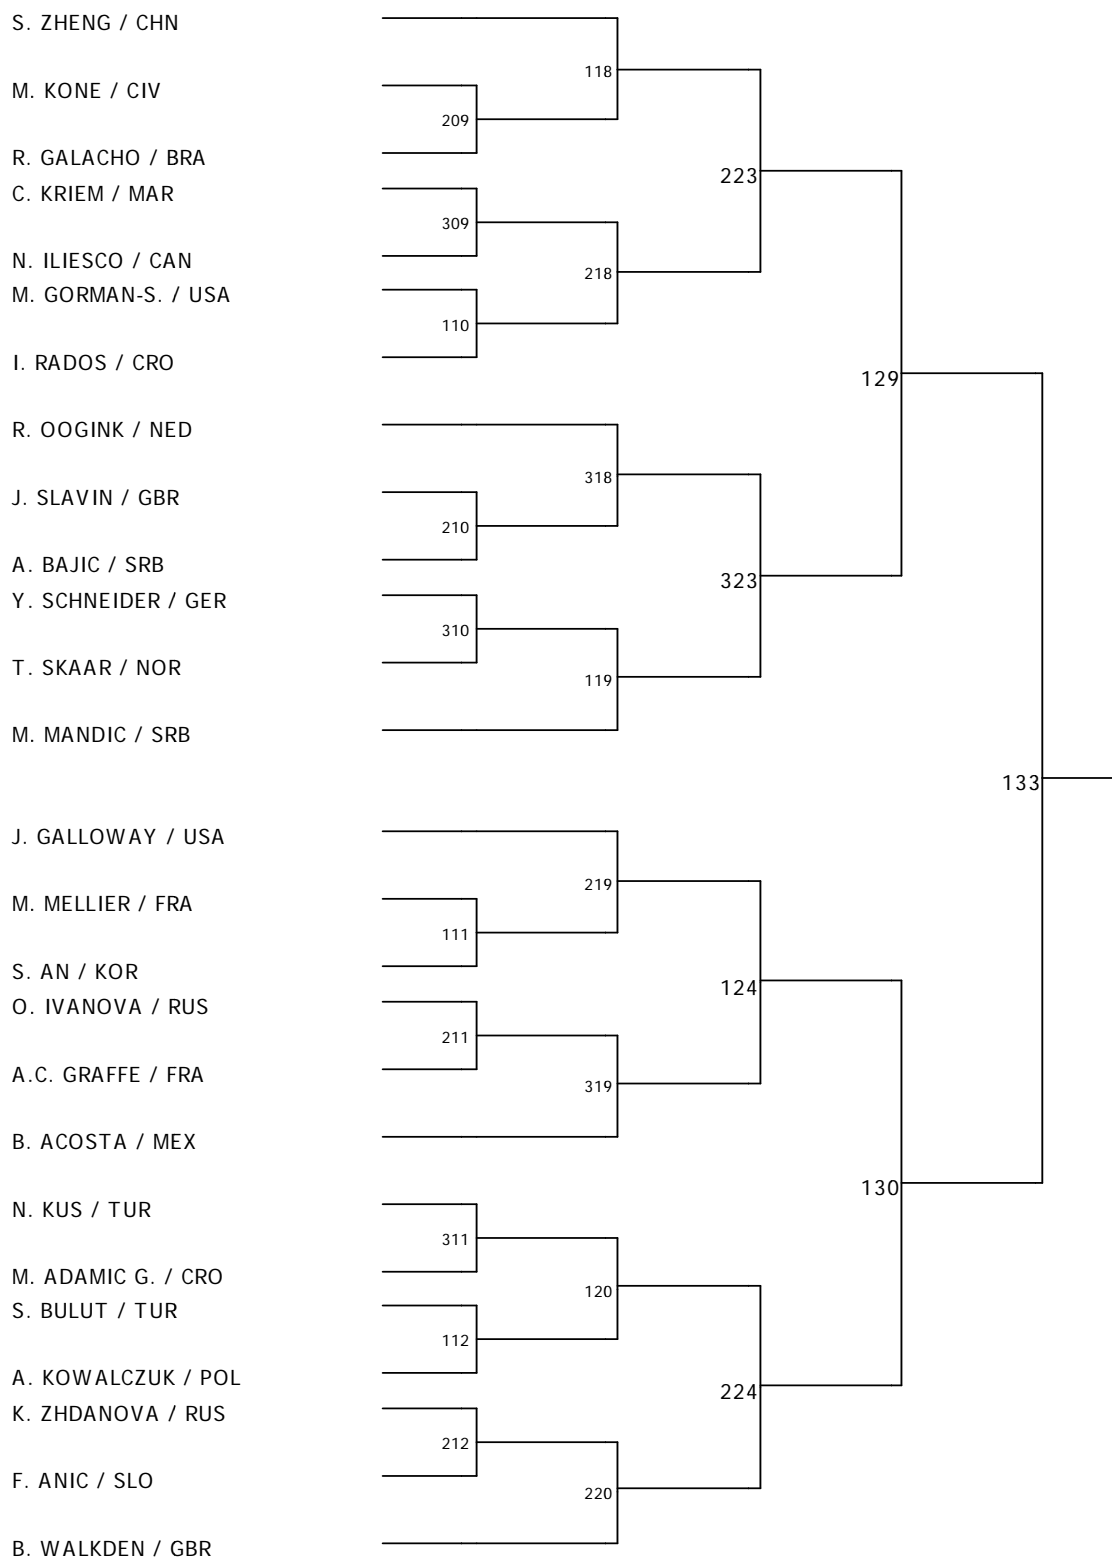 S. ZHENG / CHN
118
M. KONE / CIV
209
R. GALACHO / BRA
223
C. KRIEM / MAR
309
N. ILIESCO / CAN
218
M. GORMAN-S. / USA
110
I. RADOS / CRO
129
R. OOGINK / NED
318
J. SLAVIN / GBR
210
A. BAJIC / SRB
323
Y. SCHNEIDER / GER
310
T. SKAAR / NOR
119
M. MANDIC / SRB
133
J. GALLOWAY / USA
219
M. MELLIER / FRA
111
S. AN / KOR
124
O. IVANOVA / RUS
211
A.C. GRAFFE / FRA
319
B. ACOSTA / MEX
130
N. KUS / TUR
311
M. ADAMIC G. / CRO
120
S. BULUT / TUR
112
A. KOWALCZUK / POL
224
K. ZHDANOVA / RUS
212
F. ANIC / SLO
220
B. WALKDEN / GBR